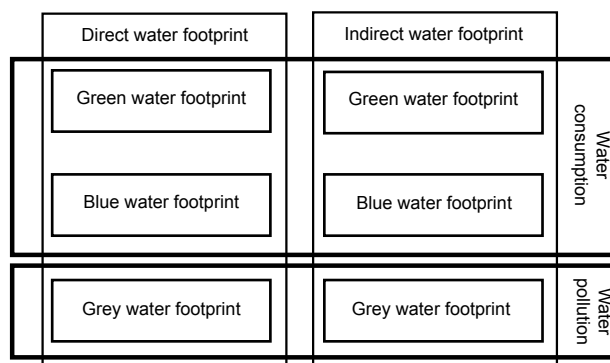 Direct water footprint
Indirect water footprint
Green water footprint
Green water footprint
Water
consumption
Blue water footprint
Blue water footprint
Grey water footprint
Grey water footprint
Water
pollution